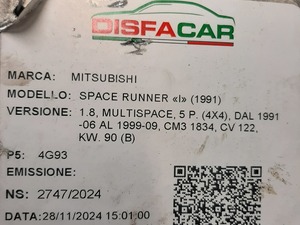 DISFACAR
MARCA: MITSUBISHI
MODELLO: SPACE RUNNER «I» (1991)
VERSIONE: 1.8, MULTISPACE, 5 P. (4X4), DAL 1991
-06 AL 1999-09, CM3 1834, CV 122,
KW. 90 (B)
P5: 4G93
EMISSIONE:
NS: 2747/2024
DATA:28/11/2024 15:01:00